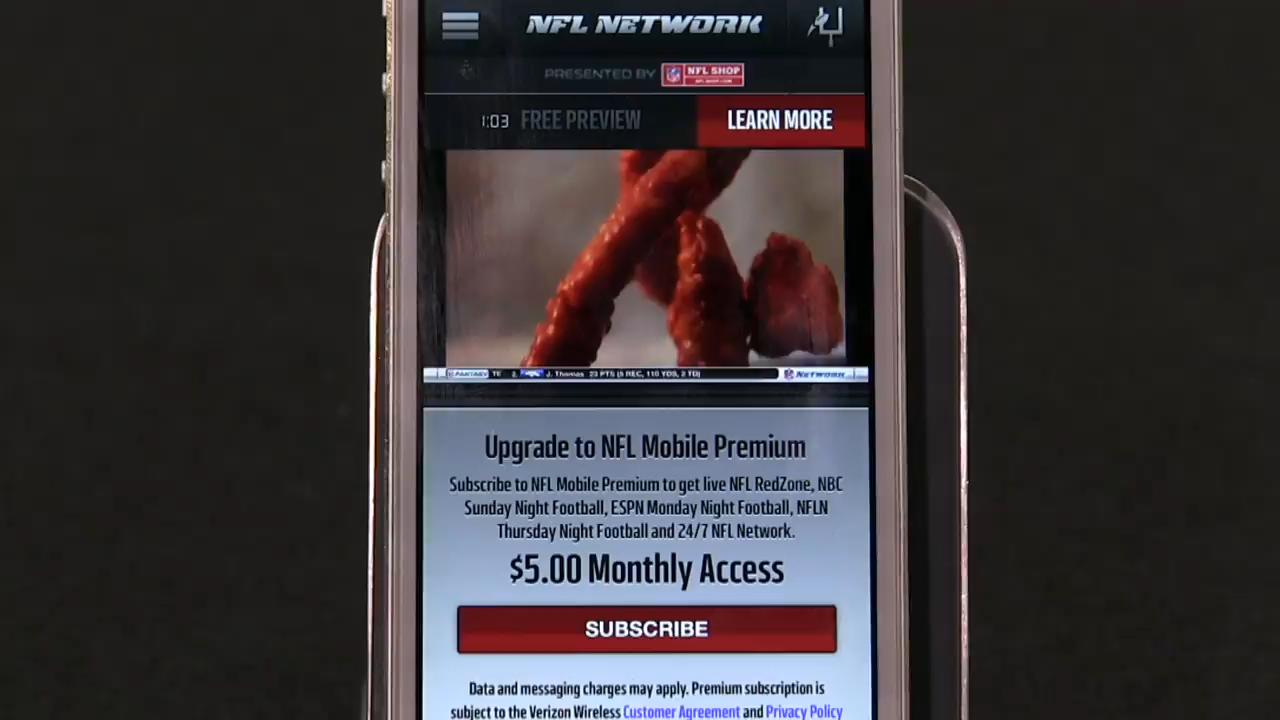 NFL NETWORK
PRESENTED BY NFL SHOP
1:03 FREE PREVIEW LEARN MORE
FANTASY TE 2. J. Thomas 23 PTS (5 REC, 110 YDS, 2 TD) NETWORK
Upgrade to NFL Mobile Premium
Subscribe to NFL Mobile Premium to get live NFL RedZone, NBC
Sunday Night Football, ESPN Monday Night Football, NFLN
Thursday Night Football and 24/7 NFL Network.
$5.00 Monthly Access
SUBSCRIBE
Data and messaging charges may apply. Premium subscription is
subject to the Verizon Wireless Customer Agreement and Privacy Policy